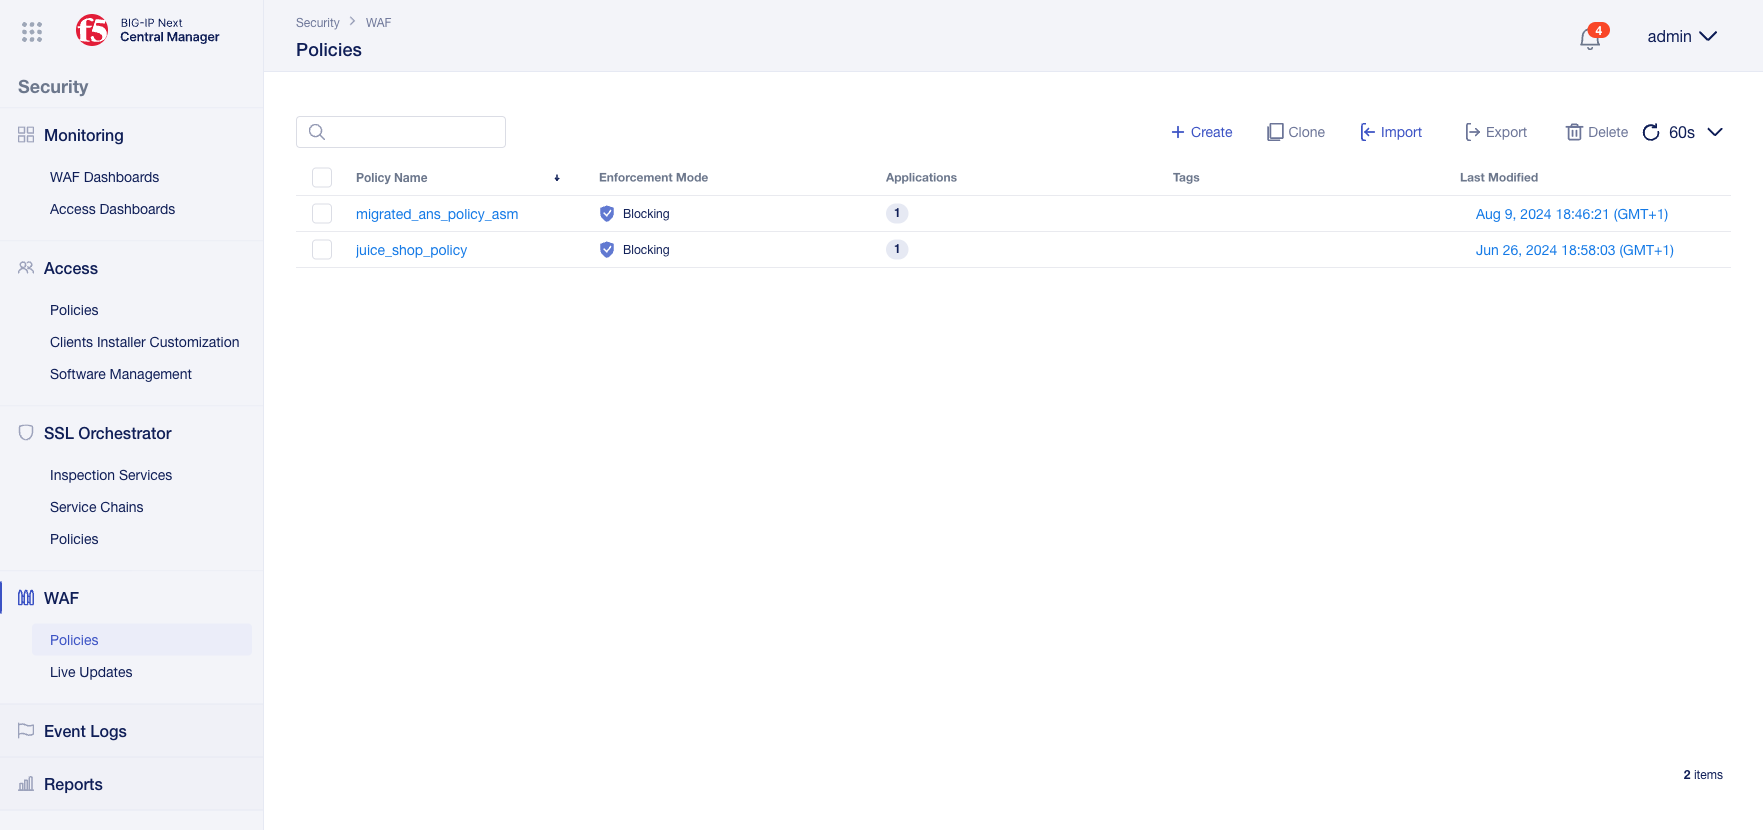 BIG-IP Next
Central Manager
Security
Monitoring
WAF Dashboards
Access Dashboards
Access
Policies
Clients Installer Customization
Software Management
SSL Orchestrator
Inspection Services
Service Chains
Policies
WAF
Policies
Live Updates
Event Logs
Reports
Security > WAF
Policies
4
admin
Create Clone Import Export Delete 60s
Policy Name Enforcement Mode Applications Tags Last Modified
migrated_ans_policy_asm Blocking 1 Aug 9, 2024 18:46:21 (GMT+1)
juice_shop_policy Blocking 1 Jun 26, 2024 18:58:03 (GMT+1)
2 items